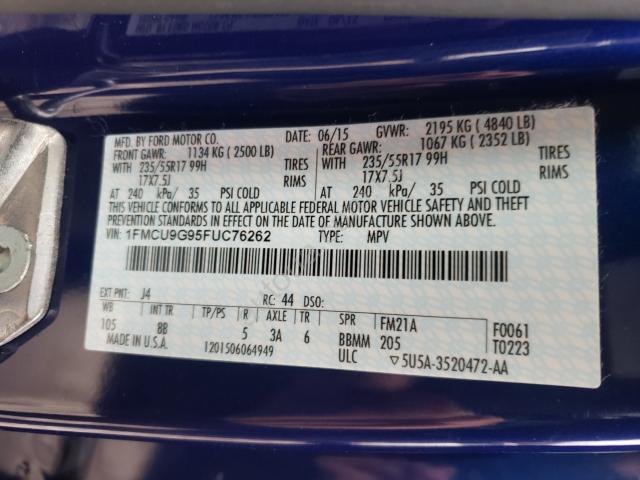 MFD. BY FORD MOTOR CO. DATE: 06/15 GVWR: 2195 KG ( 4840 LB)
FRONT GAWR: 1134 KG ( 2500 LB) REAR GAWR: 1067 KG ( 2352 LB)
WITH 235/55R17 99H TIRES WITH 235/55R17 99H TIRES
17X7.5J RIMS 17X7.5J RIMS
AT 240 kPa/ 35 PSI COLD AT 240 kPa/ 35 PSI COLD
THIS VEHICLE CONFORMS TO ALL APPLICABLE FEDERAL MOTOR VEHICLE SAFETY AND THEFT
PREVENTION STANDARDS IN EFFECT ON THE DATE OF MANUFACTURE SHOWN ABOVE.
VIN: 1FMCU9G95FUC76262 TYPE: MPV
EXT PNT: J4 RC: 44 DSO:
WB INT TR TP/PS R AXLE TR SPR FM21A F0061
105 8B 5 3A 6 BBMM 205 T0223
MADE IN U.S.A. 1201506064949 ULC ▽5U5A-3520472-AA